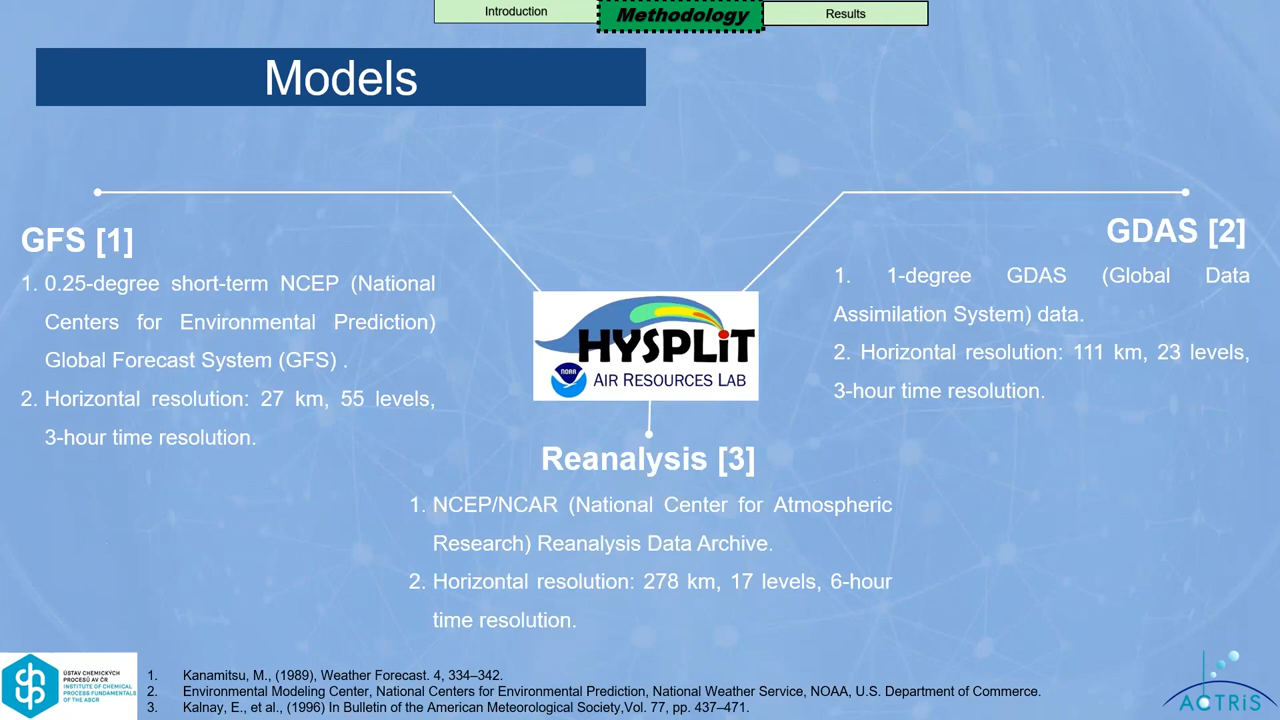 Introduction
Methodology
Results
Models
GFS [1]
1. 0.25-degree short-term NCEP (National
Centers for Environmental Prediction)
Global Forecast System (GFS) .
2. Horizontal resolution: 27 km, 55 levels,
3-hour time resolution.
GDAS [2]
1. 1-degree GDAS (Global Data
Assimilation System) data.
2. Horizontal resolution: 111 km, 23 levels,
3-hour time resolution.
HYSPLiT
NOAA
AIR RESOURCES LAB
Reanalysis [3]
1. NCEP/NCAR (National Center for Atmospheric
Research) Reanalysis Data Archive.
2. Horizontal resolution: 278 km, 17 levels, 6-hour
time resolution.
ÚSTAV CHEMICKÝCH
PROCESŮ AV ČR
INSTITUTE OF CHEMICAL
PROCESS FUNDAMENTALS
OF THE ASCR
1. Kanamitsu, M., (1989), Weather Forecast. 4, 334–342.
2. Environmental Modeling Center, National Centers for Environmental Prediction, National Weather Service, NOAA, U.S. Department of Commerce.
3. Kalnay, E., et al., (1996) In Bulletin of the American Meteorological Society,Vol. 77, pp. 437–471.
ACTRiS